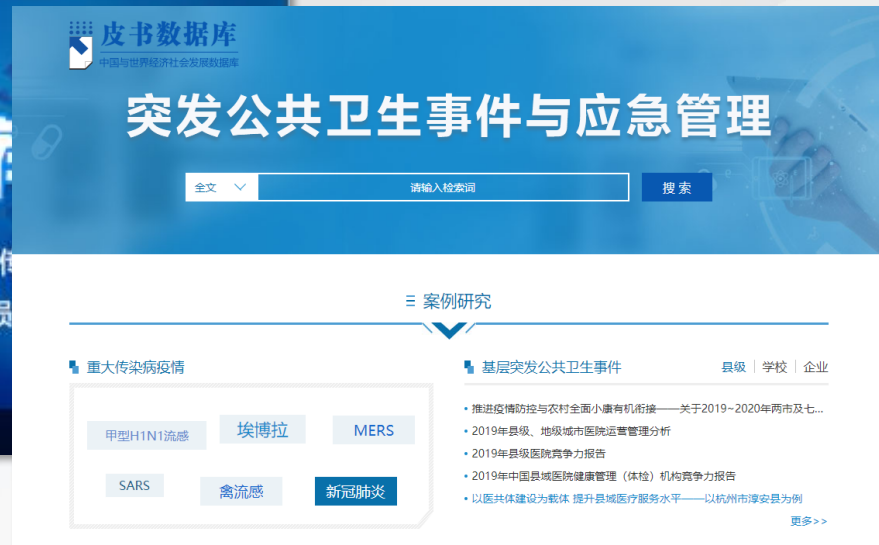 皮书数据库
中国与世界经济社会发展数据库
突发公共卫生事件与应急管理
全文
请输入检索词
搜索
案例研究
重大传染病疫情
甲型H1N1流感
埃博拉
MERS
SARS
禽流感
新冠肺炎
基层突发公共卫生事件
县级 | 学校 | 企业
• 推进疫情防控与农村全面小康有机衔接——关于2019~2020年两市及七...
• 2019年县级、地级城市医院运营管理分析
• 2019年县级医院竞争力报告
• 2019年中国县域医院健康管理（体检）机构竞争力报告
• 以医共体建设为载体 提升县域医疗服务水平——以杭州市淳安县为例
更多>>